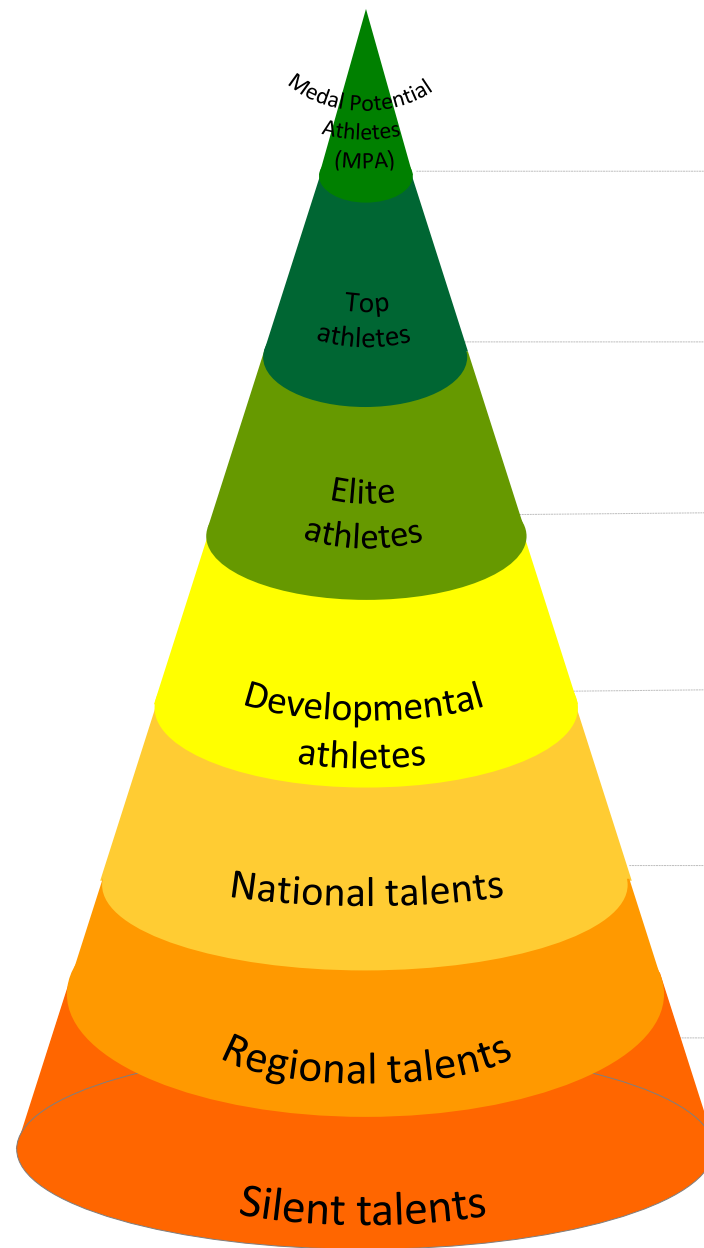 Medal Potential
Athletes
(MPA)
Top
athletes
Elite
athletes
Developmental
athletes
National talents
Regional talents
Silent talents